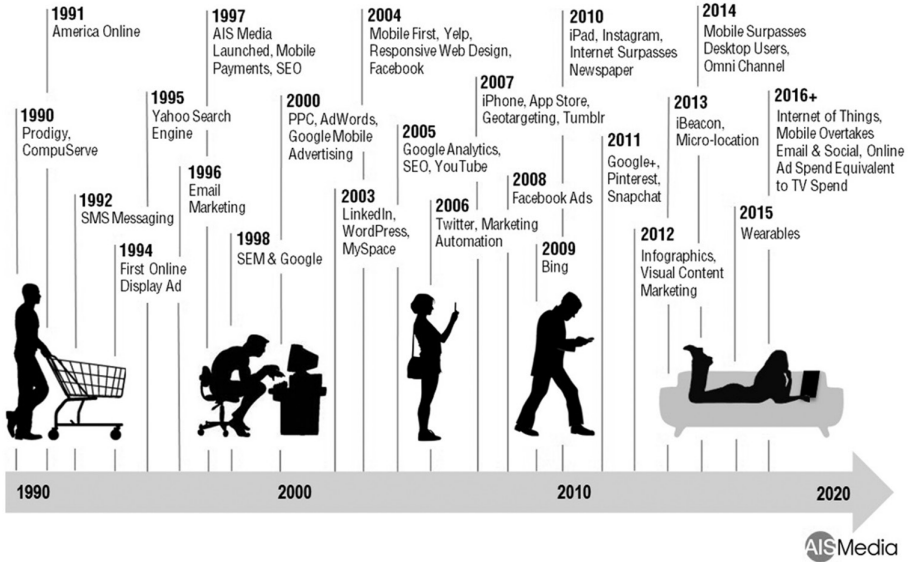 1990
Prodigy,
CompuServe
1991
America Online
1992
SMS Messaging
1994
First Online
Display Ad
1995
Yahoo Search
Engine
1996
Email
Marketing
1997
AIS Media
Launched, Mobile
Payments, SEO
1998
SEM & Google
2000
PPC, AdWords,
Google Mobile
Advertising
2003
LinkedIn,
WordPress,
MySpace
2004
Mobile First, Yelp,
Responsive Web Design,
Facebook
2005
Google Analytics,
SEO, YouTube
2006
Twitter, Marketing
Automation
2007
iPhone, App Store,
Geotargeting, Tumblr
2008
Facebook Ads
2009
Bing
2010
iPad, Instagram,
Internet Surpasses
Newspaper
2011
Google+,
Pinterest,
Snapchat
2012
Infographics,
Visual Content
Marketing
2013
iBeacon,
Micro-location
2014
Mobile Surpasses
Desktop Users,
Omni Channel
2015
Wearables
2016+
Internet of Things,
Mobile Overtakes
Email & Social, Online
Ad Spend Equivalent
to TV Spend
1990
2000
2010
2020
AISMedia